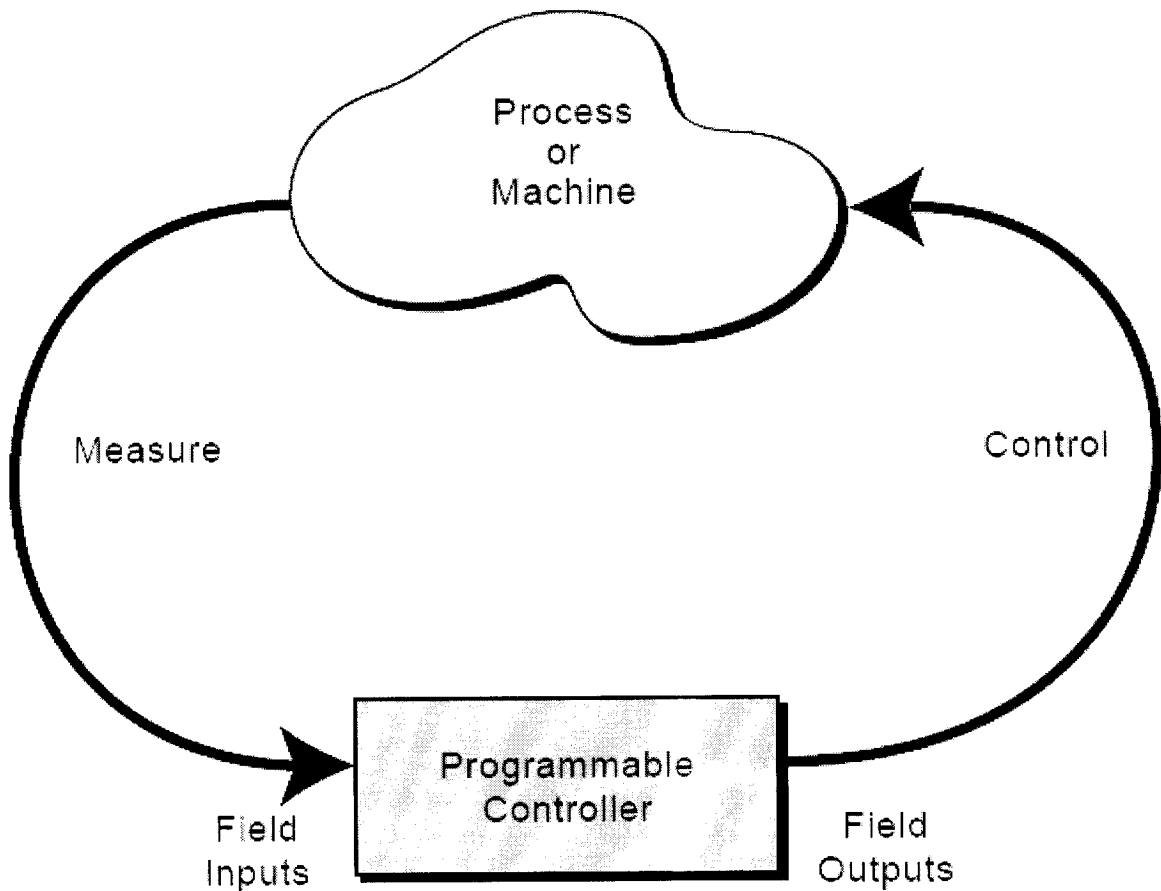 Process
or
Machine
Measure
Control
Programmable
Controller
Field
Inputs
Field
Outputs